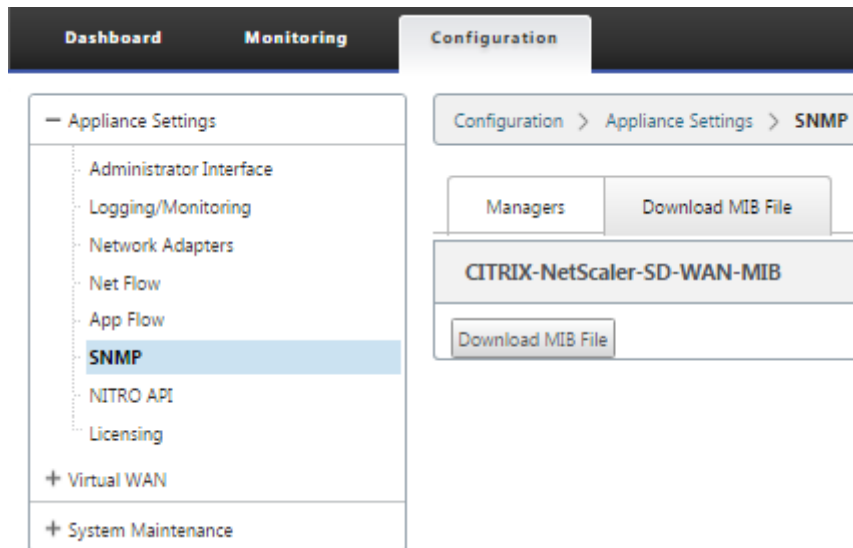 Dashboard Monitoring Configuration
Appliance Settings
Administrator Interface
Logging/Monitoring
Network Adapters
Net Flow
App Flow
SNMP
NITRO API
Licensing
Virtual WAN
System Maintenance
Configuration > Appliance Settings > SNMP
Managers Download MIB File
CITRIX-NetScaler-SD-WAN-MIB
Download MIB File